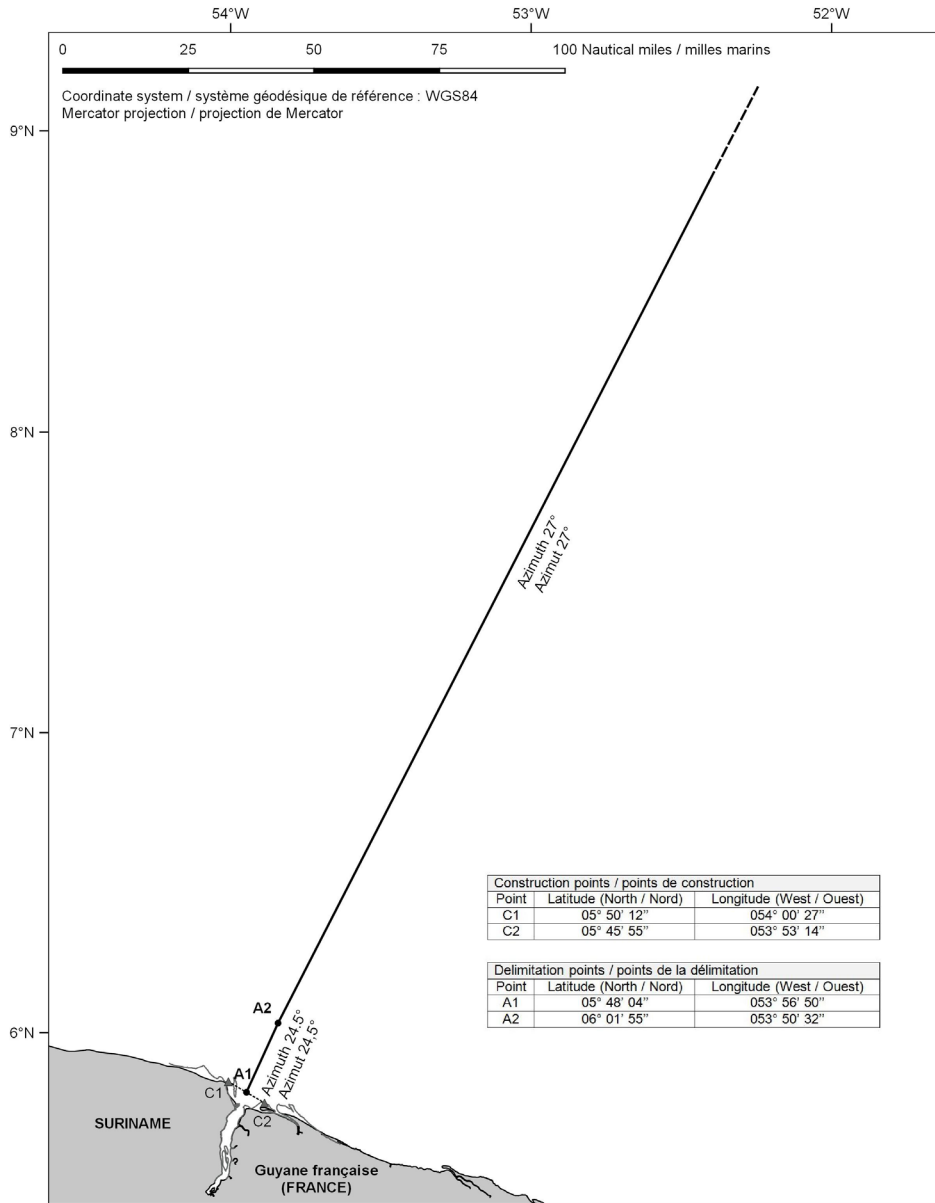 54°W 53°W 52°W
0 25 50 75 100 Nautical miles / milles marins
Coordinate system / système géodésique de référence : WGS84
Mercator projection / projection de Mercator
9°N
8°N
Azimuth 27°
Azimut 27°
7°N
Construction points / points de construction
Point Latitude (North / Nord) Longitude (West / Ouest)
C1 05° 50' 12” 054° 00' 27”
C2 05° 45' 55” 053° 53' 14”
Delimitation points / points de la délimitation
Point Latitude (North / Nord) Longitude (West / Ouest)
A1 05° 48' 04” 053° 56' 50”
A2 06° 01' 55” 053° 50' 32”
A2
6°N
Azimuth 24.5°
Azimut 24,5°
A1
C1
C2
SURINAME
Guyane française
(FRANCE)